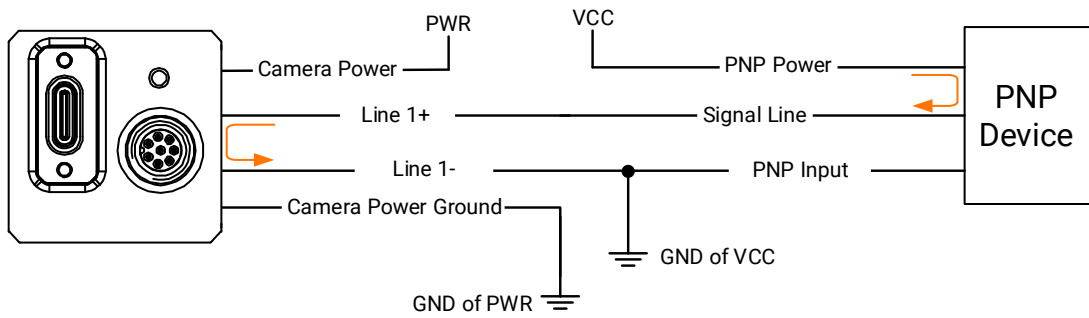 PWR
VCC
Camera Power
PNP Power
Line 1+
Signal Line
PNP
Device
Line 1-
PNP Input
Camera Power Ground
GND of VCC
GND of PWR